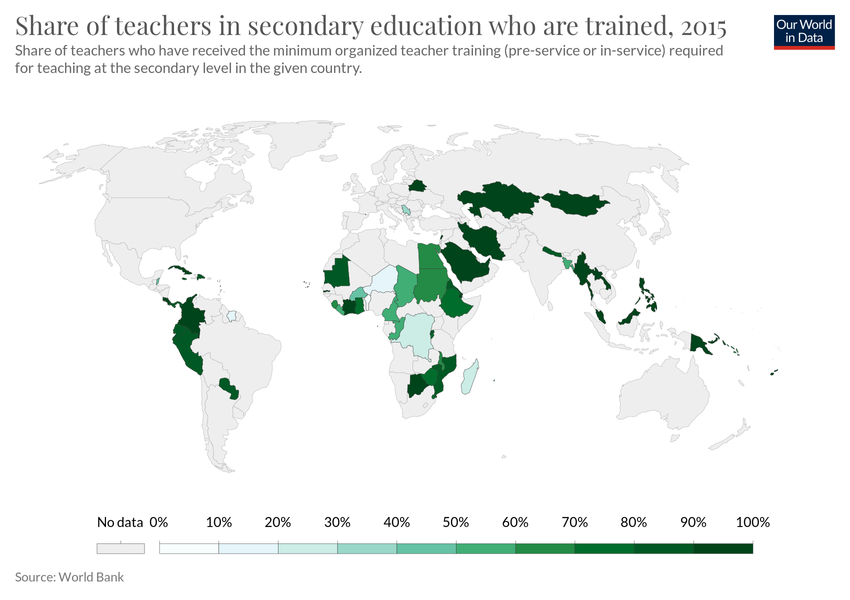 Share of teachers in secondary education who are trained, 2015
Our World
in Data
Share of teachers who have received the minimum organized teacher training (pre-service or in-service) required
for teaching at the secondary level in the given country.
No data 0% 10% 20% 30% 40% 50% 60% 70% 80% 90% 100%
Source: World Bank